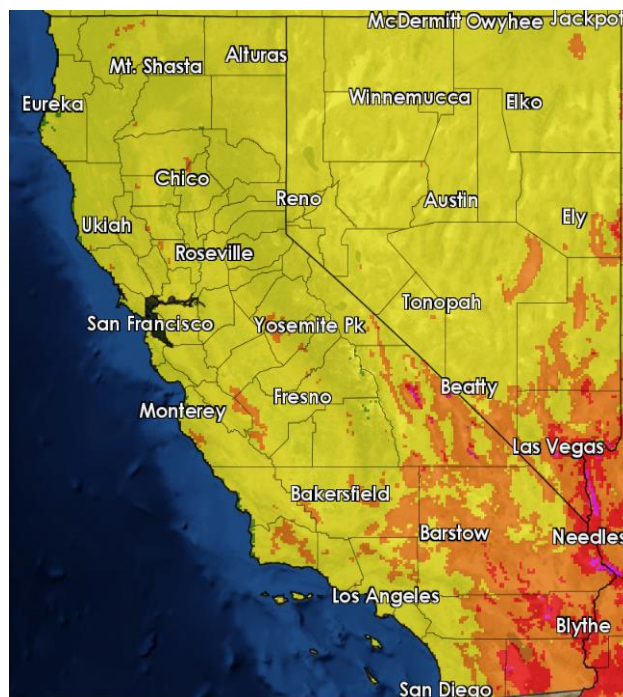 McDermitt Owyhee Jackpot
Mt. Shasta Alturas
Eureka Winnemucca Elko
Chico
Reno Austin Ely
Ukiah
Roseville
San Francisco Yosemite Pk Tonopah
Monterey Fresno Beatty
Las Vegas
Bakersfield
Barstow Needles
Los Angeles
Blythe
San Diego